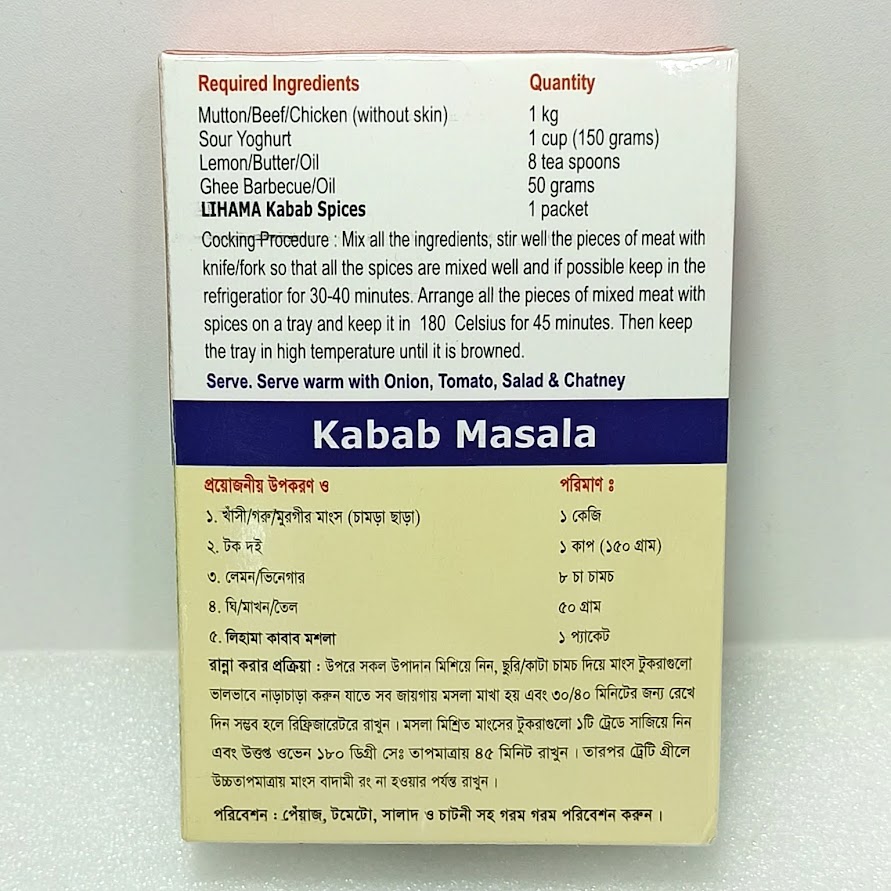 Required Ingredients Quantity
Mutton/Beef/Chicken (without skin) 1 kg
Sour Yoghurt 1 cup (150 grams)
Lemon/Butter/Oil 8 tea spoons
Ghee Barbecue/Oil 50 grams
LIHAMA Kabab Spices 1 packet
Cocking Procedure : Mix all the ingredients, stir well the pieces of meat with
knife/fork so that all the spices are mixed well and if possible keep in the
refrigeratior for 30-40 minutes. Arrange all the pieces of mixed meat with
spices on a tray and keep it in 180 Celsius for 45 minutes. Then keep
the tray in high temperature until it is browned.
Serve. Serve warm with Onion, Tomato, Salad & Chatney
Kabab Masala
প্রয়োজনীয় উপকরণ ও পরিমাণ ঃ
১. খাঁসী/গরু/মুরগীর মাংস (চামড়া ছাড়া) ১ কেজি
২. টক দই ১ কাপ (১৫০ গ্রাম)
৩. লেমন/ভিনেগার ৮ চা চামচ
৪. ঘি/মাখন/তৈল ৫০ গ্রাম
৫. লিহামা কাবাব মশলা ১ প্যাকেট
রান্না করার প্রক্রিয়া : উপরে সকল উপাদান মিশিয়ে নিন, ছুরি/কাটা চামচ দিয়ে মাংস টুকরাগুলো
ভালভাবে নাড়াচাড়া করুন যাতে সব জায়গায় মসলা মাখা হয় এবং ৩০/৪০ মিনিটের জন্য রেখে
দিন সম্ভব হলে রিফ্রিজারেটরে রাখুন । মসলা মিশ্রিত মাংসের টুকরাগুলো ১টি ট্রেডে সাজিয়ে নিন
এবং উত্তপ্ত ওভেন ১৮০ ডিগ্রী সেঃ তাপমাত্রায় ৪৫ মিনিট রাখুন । তারপর ট্রেটি গ্রীলে
উচ্চতাপমাত্রায় মাংস বাদামী রং না হওয়ার পর্যন্ত রাখুন ।
পরিবেশন : পেঁয়াজ, টমেটো, সালাদ ও চাটনী সহ গরম গরম পরিবেশন করুন ।